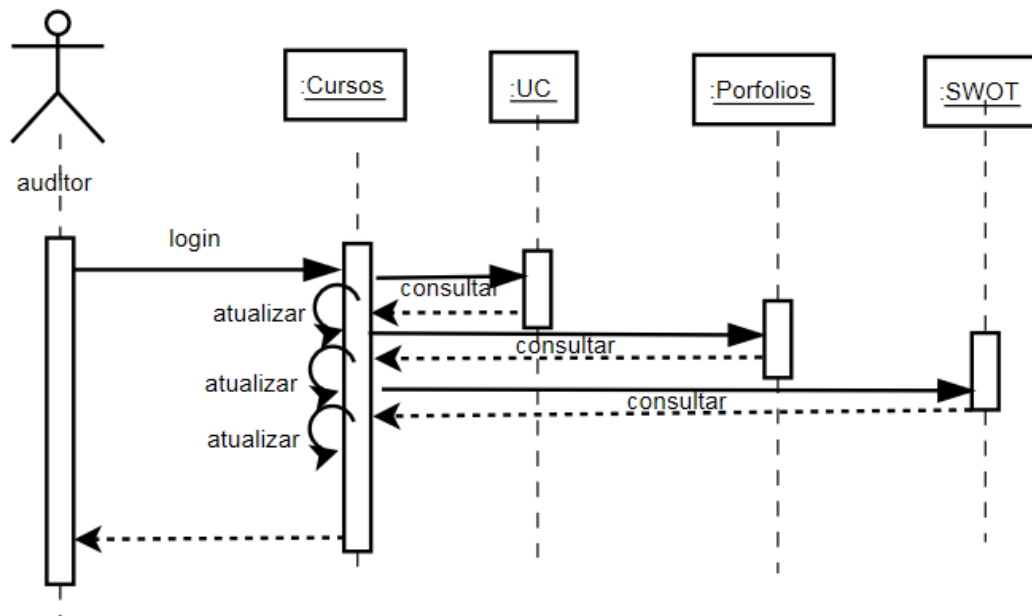 :Cursos
:UC
:Porfolios
:SWOT
auditor
login
consultar
atualizar
consultar
atualizar
consultar
atualizar